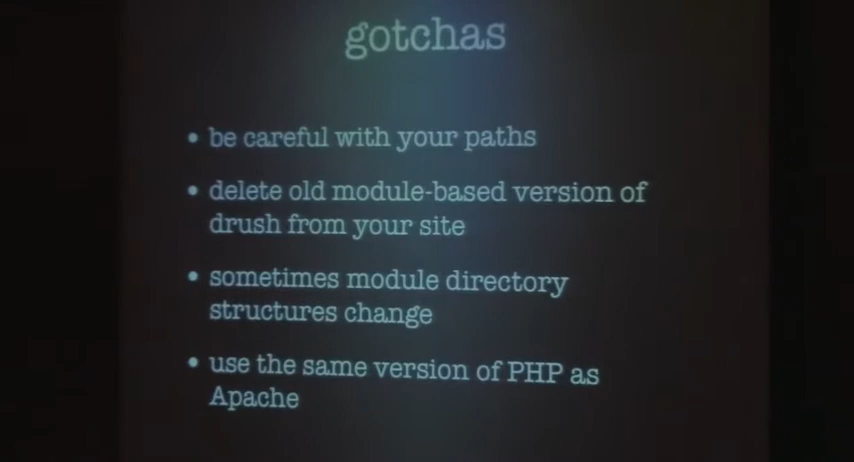 gotchas
• be careful with your paths
• delete old module-based version of
drush from your site
• sometimes module directory
structures change
• use the same version of PHP as
Apache